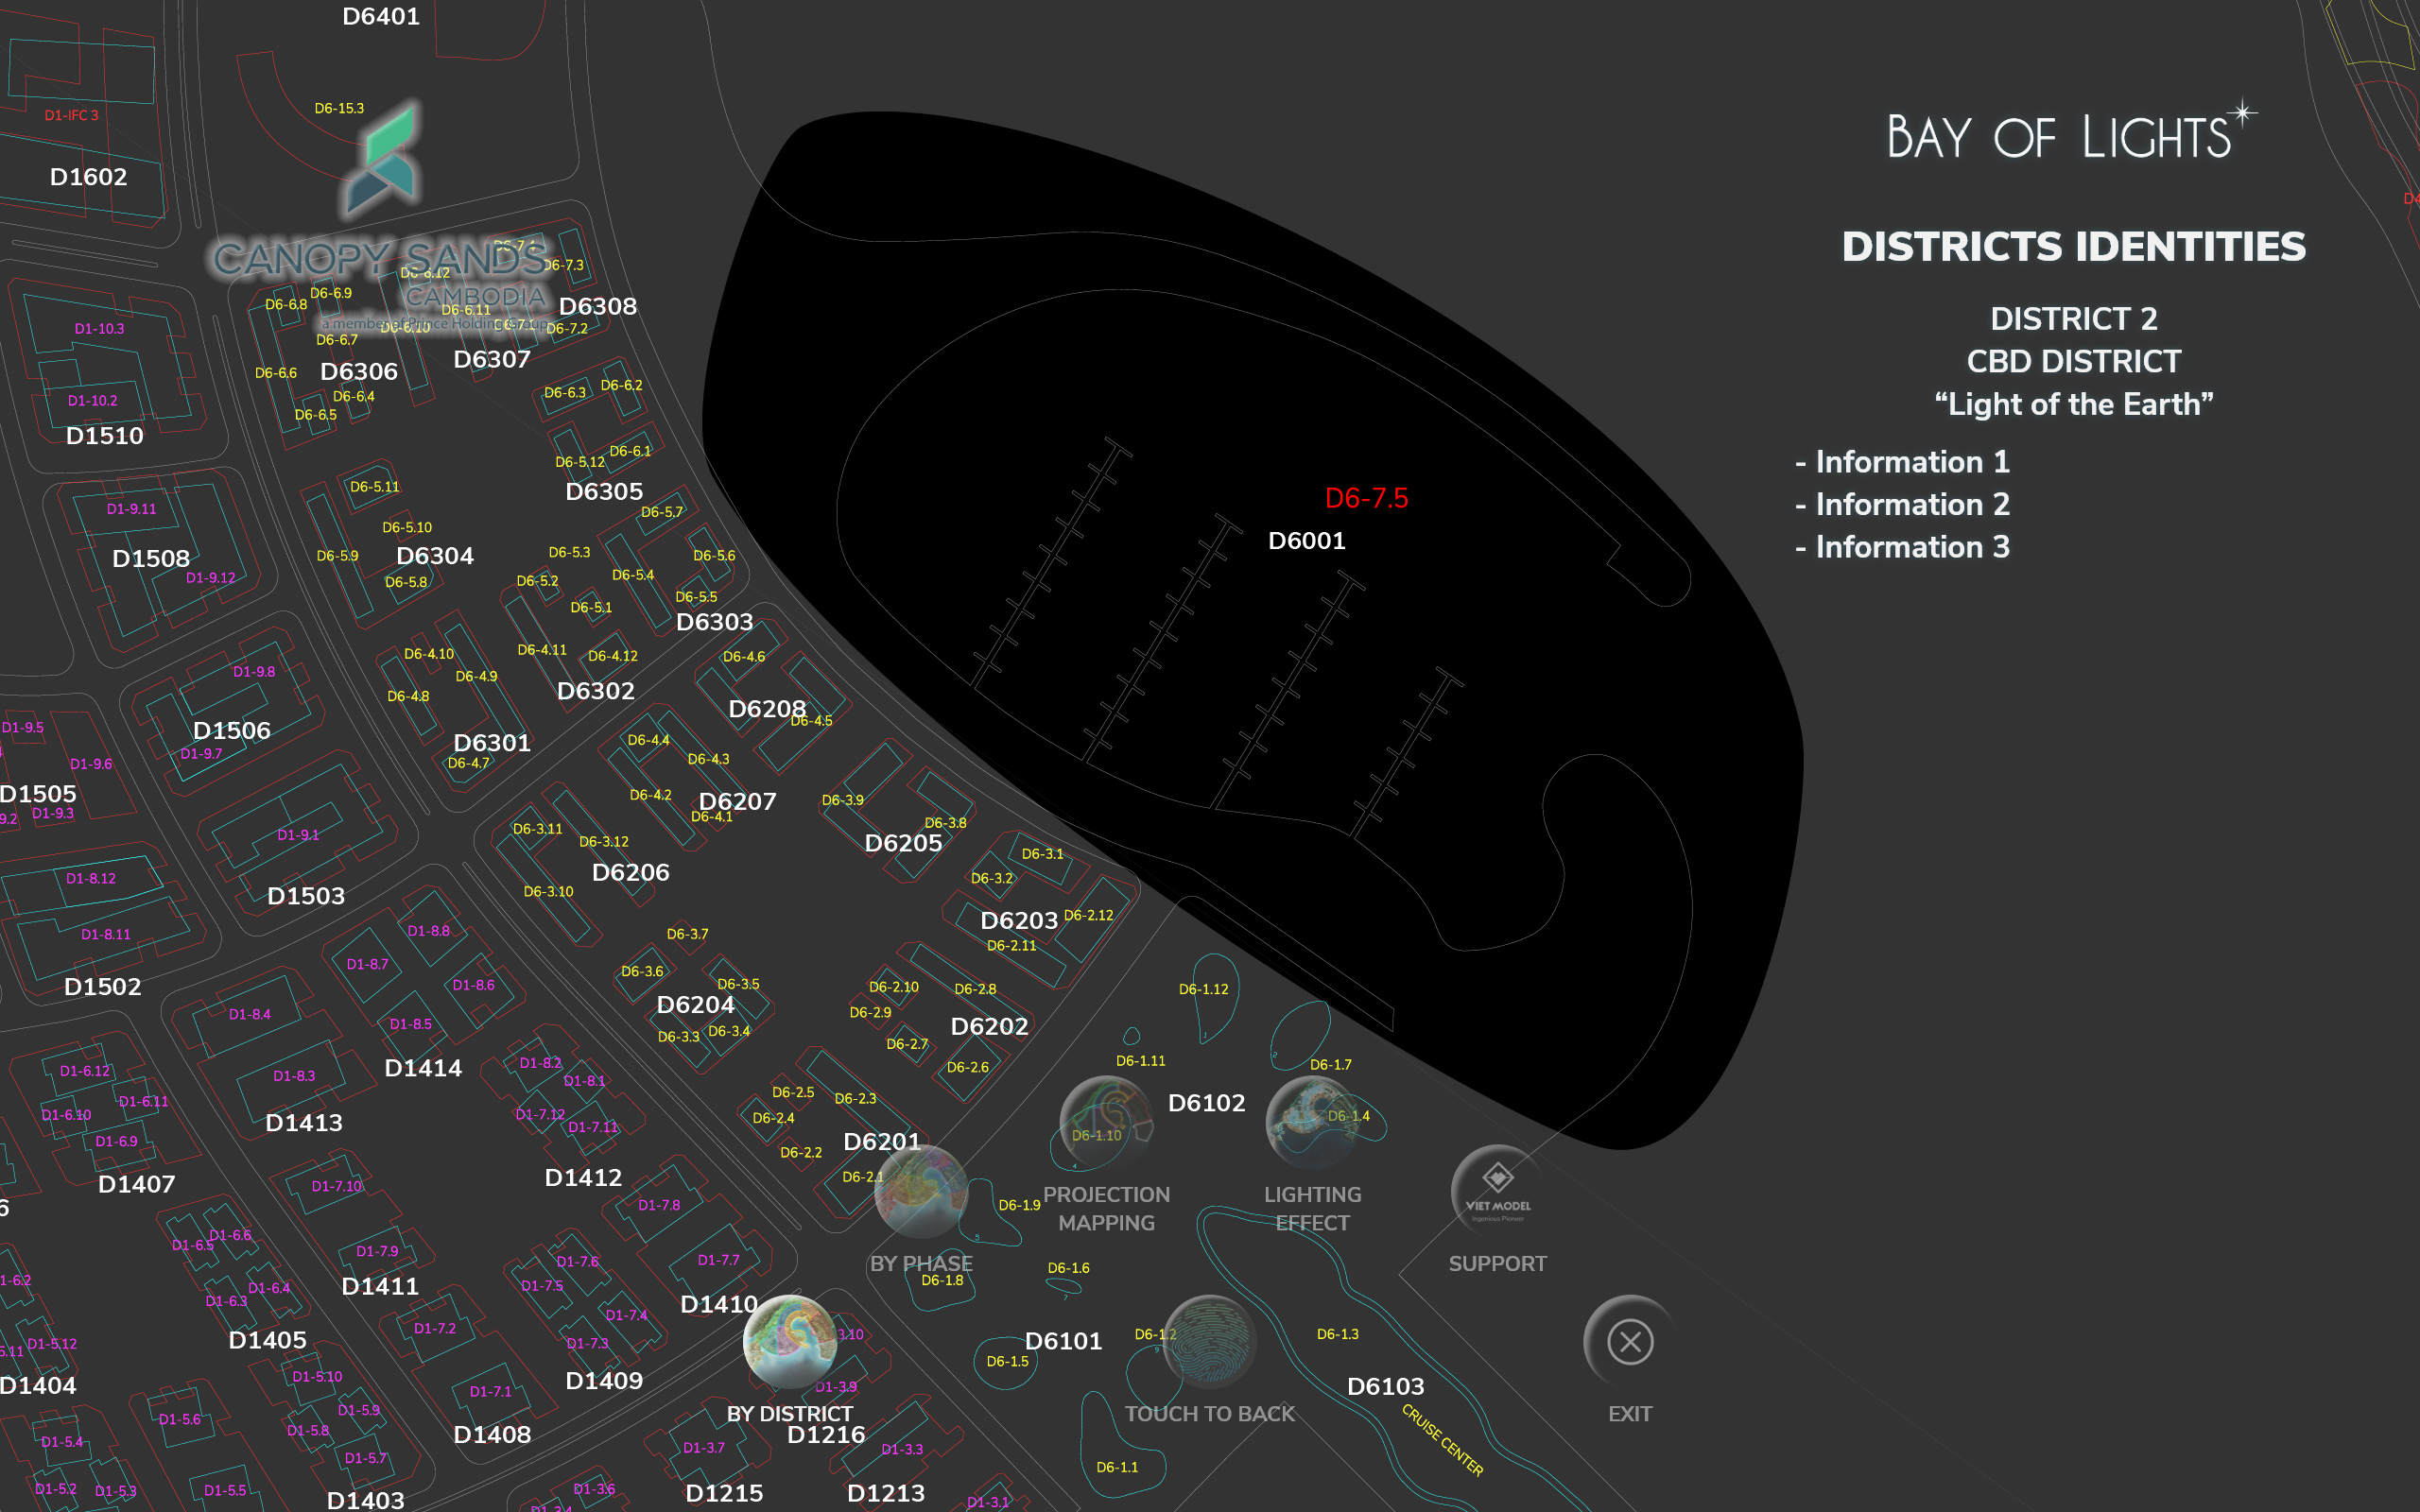 BAY OF LIGHTS
DISTRICTS IDENTITIES
DISTRICT 2
CBD DISTRICT
“Light of the Earth”
- Information 1
- Information 2
- Information 3
CANOPY SANDS
CAMBODIA
a member of Prince Holding Group
D6401
D6-15.3
D1-IFC 3
D1602
D6-7.4
D6-7.3
D6-6.12
D6-6.9
D6-6.8
D6308
D6-6.11
D6-7.1
D6-7.2
D6-6.10
D1-10.3
D6-6.7
D6307
D6306
D6-6.6
D6-6.2
D6-6.3
D6-6.4
D1-10.2
D6-6.5
D1510
D6-6.1
D6-5.12
D6305
D6-5.11
D6-7.5
D6001
D1-9.11
D6-5.7
D6-5.10
D6-5.3
D6304
D6-5.9
D6-5.6
D1508
D1-9.12
D6-5.8
D6-5.2
D6-5.4
D6-5.5
D6-5.1
D6303
D6-4.10
D6-4.11
D6-4.12
D6-4.6
D1-9.8
D6-4.9
D6-4.8
D6302
D6208
D6-4.5
D1-9.5
D1506
D6301
D6-4.4
D1-9.7
D1-9.6
D6-4.7
D6-4.3
D1505
D6-4.2
D6207
D6-3.9
D1-9.3
9.2
D6-4.1
D6-3.8
D1-9.1
D6-3.11
D6-3.12
D6205
D6-3.1
D6206
D1-8.12
D6-3.2
D6-3.10
D1503
D6203
D6-2.12
D1-8.11
D1-8.8
D6-3.7
D6-2.11
D1-8.7
D6-3.6
D1502
D1-8.6
D6-3.5
D6-2.10
D6-2.8
D6-1.12
D6204
D1-8.4
D6-2.9
D1-8.5
D6202
D6-3.3
D6-3.4
D6-2.7
D6-1.11
D6-1.7
D1414
D1-8.2
D6-2.6
D1-6.12
D1-8.3
D1-8.1
D6-2.5
D6-2.3
D6102
D1-6.11
D1-6.10
D1-7.12
D6-2.4
D6-1.4
D1413
D1-7.11
D6-1.10
D1-6.9
D6201
D6-2.2
D1407
D1412
D6-2.1
D1-7.10
PROJECTION
MAPPING
LIGHTING
EFFECT
VIET MODEL
Ingenious Pioneer
D1-7.8
D6-1.9
D1-6.6
D1-6.5
D1-7.9
BY PHASE
SUPPORT
D1-7.6
D1-7.7
D6-1.8
D6-1.6
D1411
D1-7.5
D1-6.4
D1-6.3
D1410
D1-7.4
D1-7.2
3.10
D6-1.2
D6-1.3
D1405
D1-7.3
D6101
D1-5.12
D6-1.5
D1-5.10
D1409
D1404
D1-7.1
D1-3.9
D6103
D1-5.9
D1-5.6
BY DISTRICT
TOUCH TO BACK
EXIT
D1-5.8
D1408
D1216
CRUISE CENTER
D1-5.4
D1-3.7
D1-3.3
D1-5.7
D6-1.1
D1-5.2
D1-5.3
D1-5.5
D1-3.6
D1215
D1213
D1403
D1-3.1